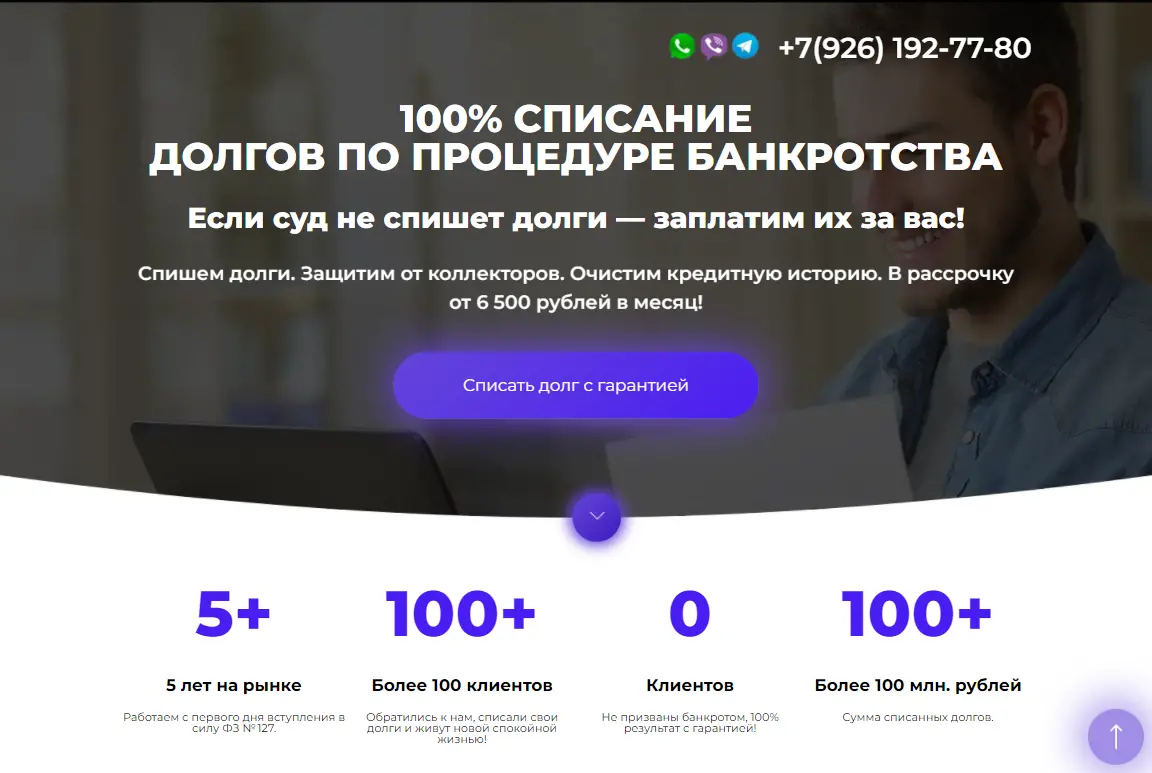 +7(926) 192-77-80
100% СПИСАНИЕ
ДОЛГОВ ПО ПРОЦЕДУРЕ БАНКРОТСТВА
Если суд не спишет долги — заплатим их за вас!
Спишем долги. Защитим от коллекторов. Очистим кредитную историю. В рассрочку
от 6 500 рублей в месяц!
Списать долг с гарантией
5+
100+
0
100+
5 лет на рынке
Более 100 клиентов
Клиентов
Более 100 млн. рублей
Работаем с первого дня вступления в
силу ФЗ №127.
Обратились к нам, списали свои
долги и живут новой спокойной
жизнью!
Не призваны банкротом, 100%
результат с гарантией!
Сумма списанных долгов.